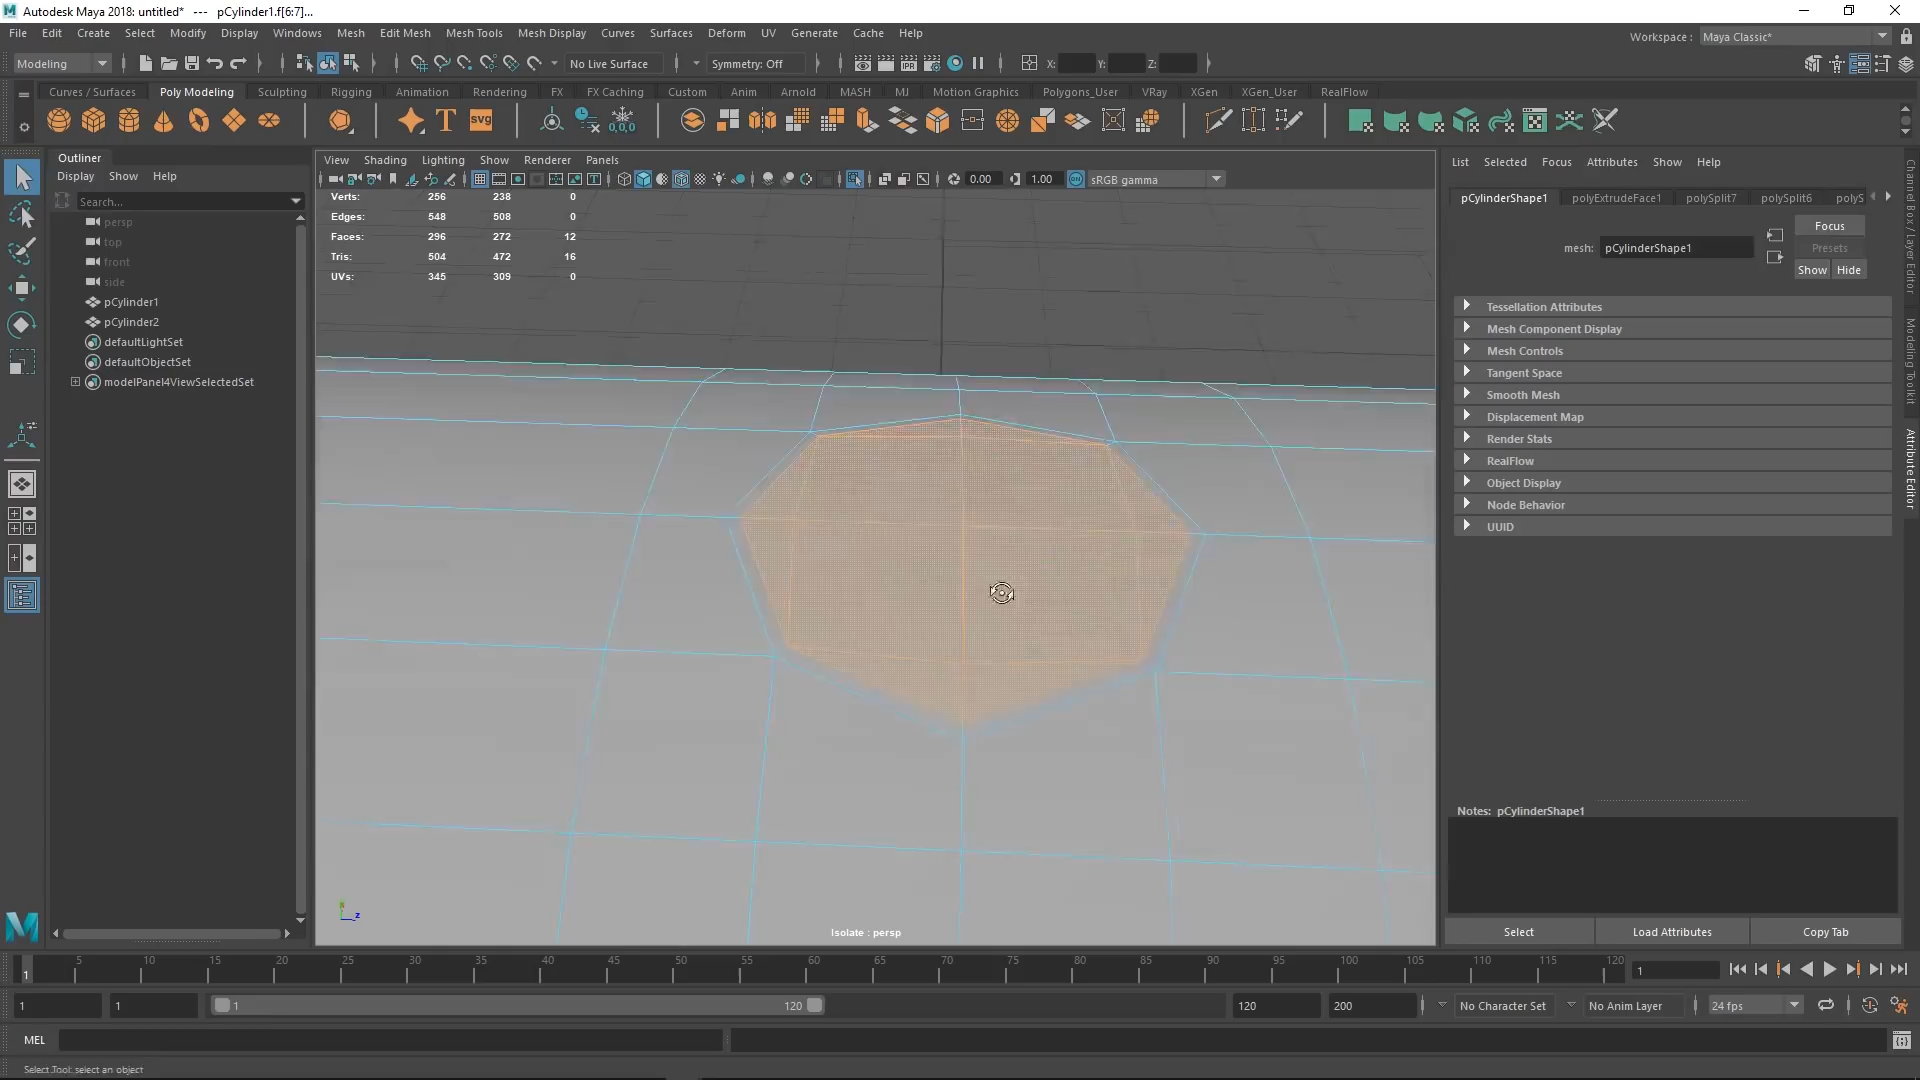 Autodesk Maya 2018: untitled*   ---   pCylinder1.f[6:7]...
File Edit Create Select Modify Display Windows Mesh Edit Mesh Mesh Tools Mesh Display Curves Surfaces Deform UV Generate Cache Help
Workspace : Maya Classic*
Modeling No Live Surface Symmetry: Off IPR X: Y: Z:
Curves / Surfaces Poly Modeling Sculpting Rigging Animation Rendering FX FX Caching Custom Anim Arnold MASH MJ Motion Graphics Polygons_User VRay XGen XGen_User RealFlow
T SVG 0,0,0
Outliner
Display Show Help
Search...
persp
top
front
side
pCylinder1
pCylinder2
defaultLightSet
defaultObjectSet
modelPanel4ViewSelectedSet
View Shading Lighting Show Renderer Panels
0.00 1.00 ON sRGB gamma
Verts: 256 238 0
Edges: 548 508 0
Faces: 296 272 12
Tris: 504 472 16
UVs: 345 309 0
z
Isolate : persp
List Selected Focus Attributes Show Help
pCylinderShape1 polyExtrudeFace1 polySplit7 polySplit6 polyS
Focus
mesh: pCylinderShape1
Presets
Show Hide
Tessellation Attributes
Mesh Component Display
Mesh Controls
Tangent Space
Smooth Mesh
Displacement Map
Render Stats
RealFlow
Object Display
Node Behavior
UUID
Notes: pCylinderShape1
Select Load Attributes Copy Tab
Channel Box / Layer Editor
Modeling Toolkit
Attribute Editor
1 5 10 15 20 25 30 35 40 45 50 55 60 65 70 75 80 85 90 95 100 105 110 115 120
1
1 1 1 120 120 200 No Character Set No Anim Layer 24 fps
MEL
Select Tool: select an object